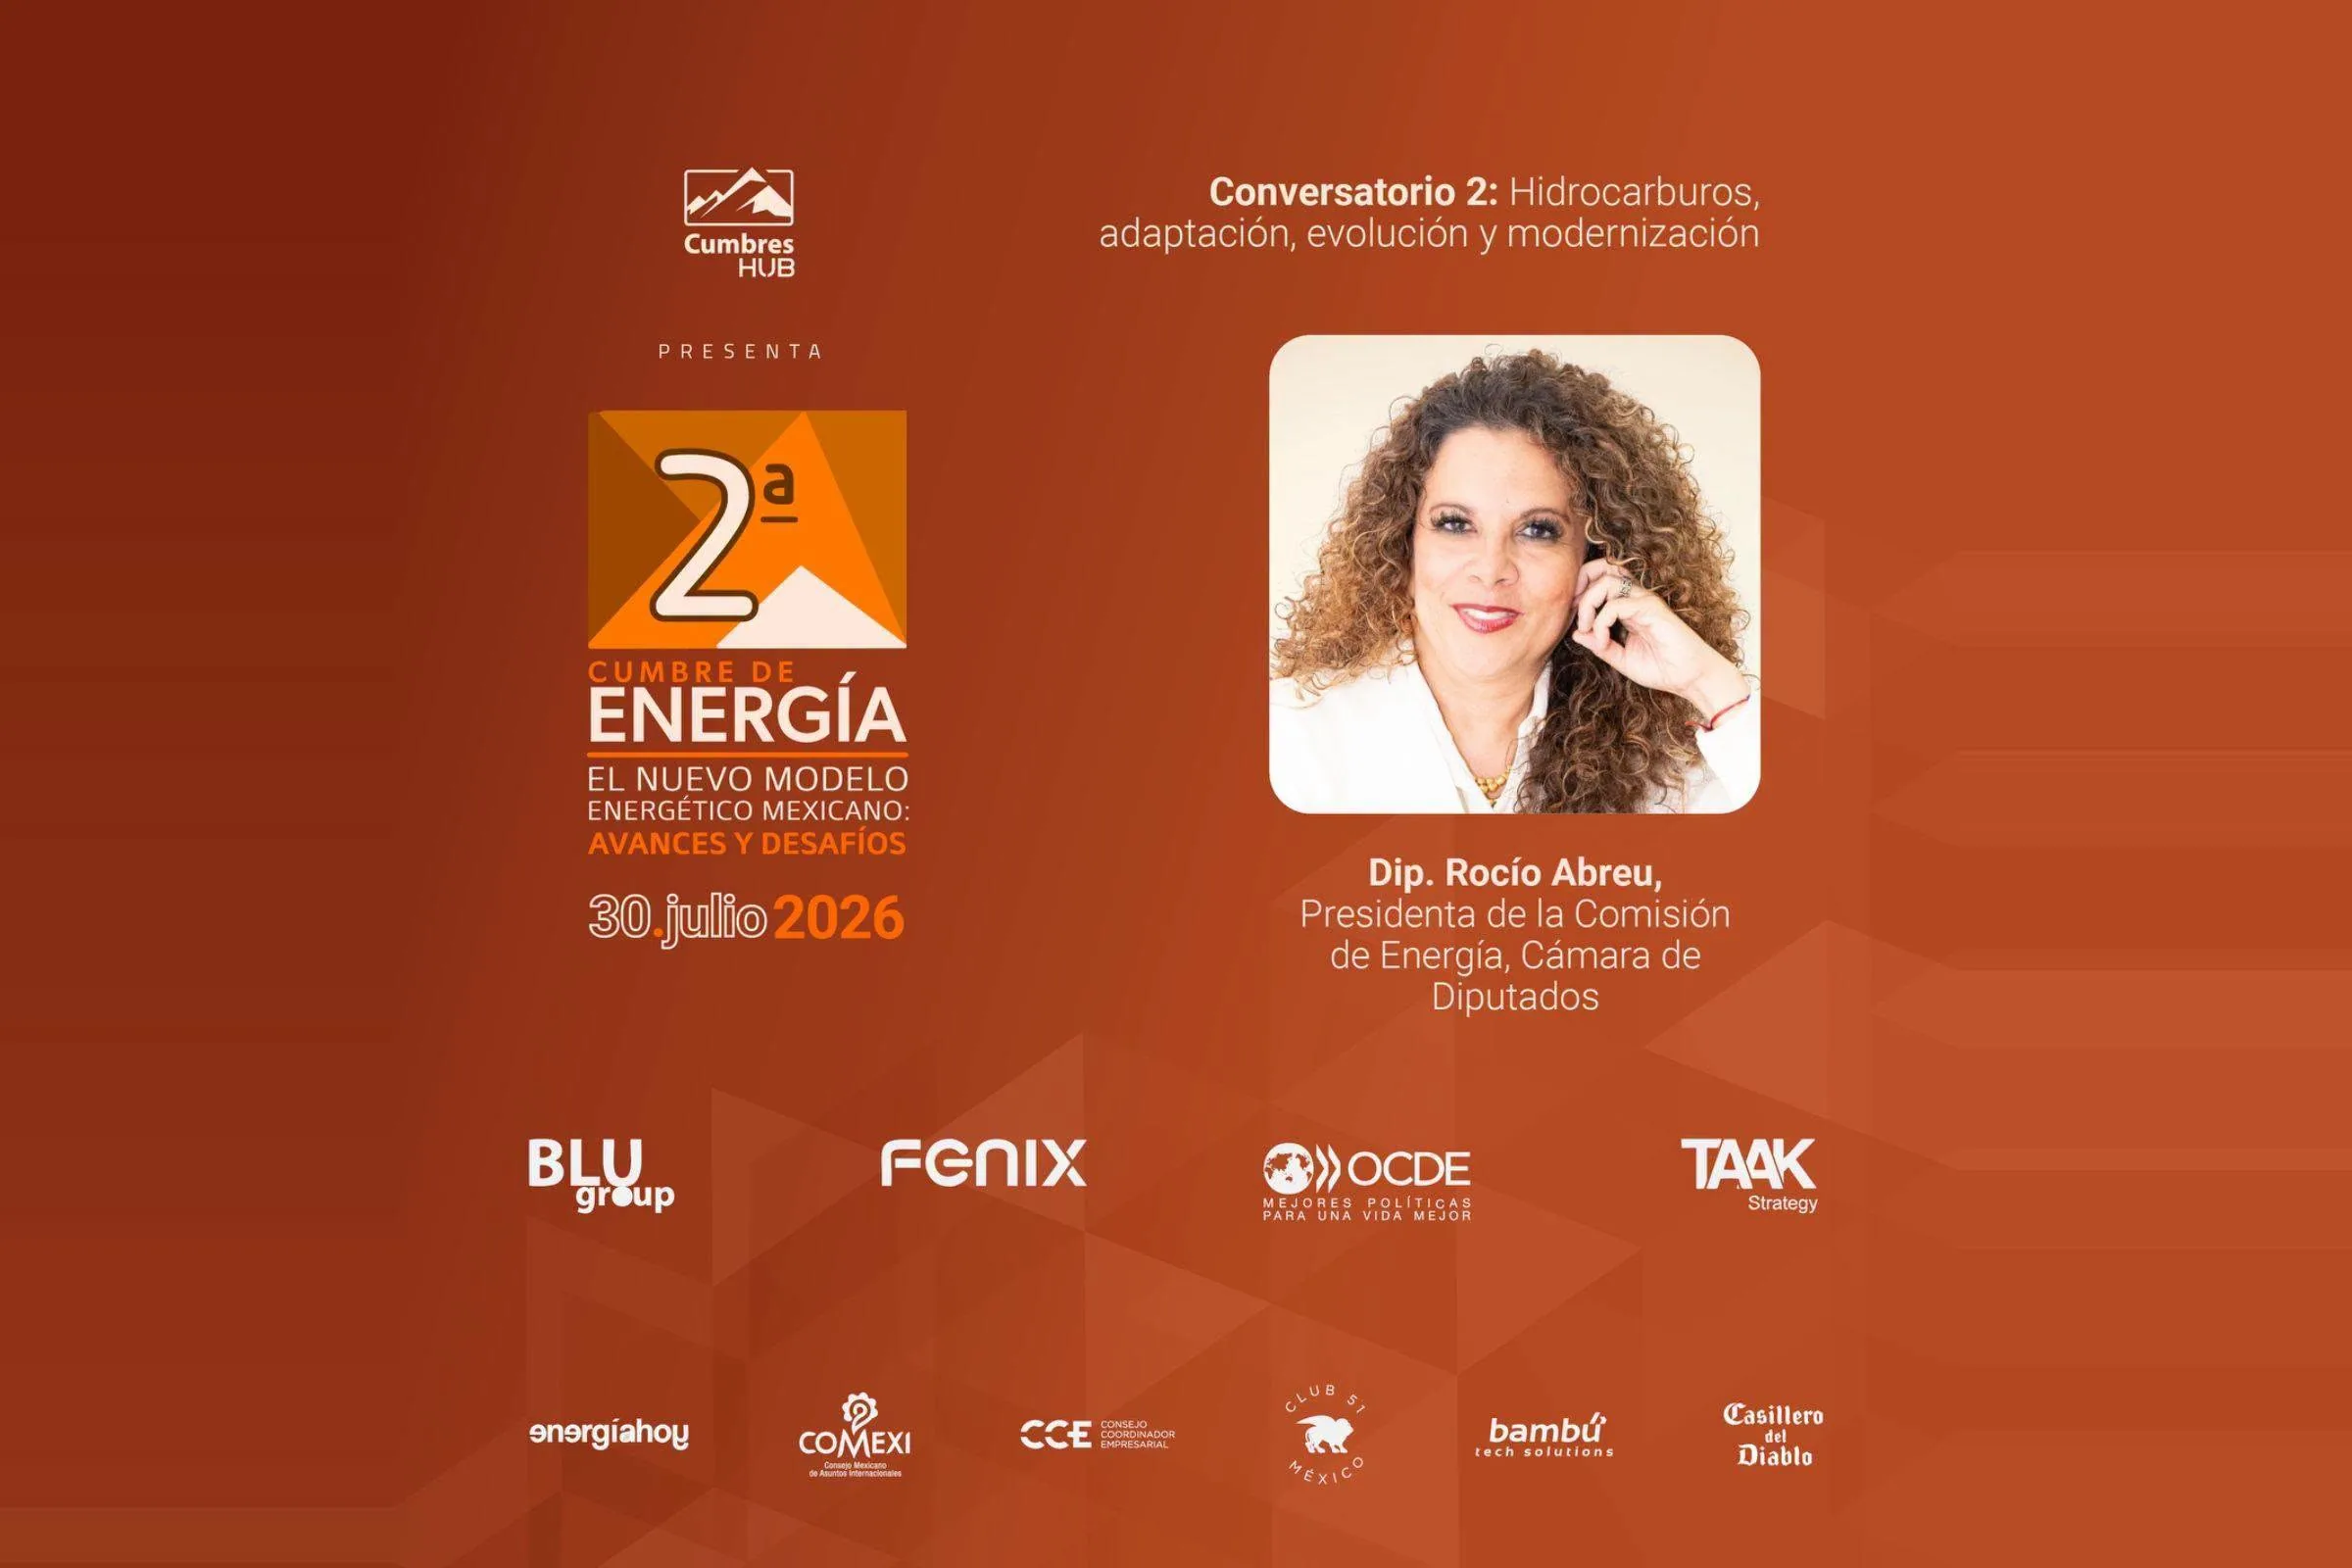 Cumbres
HUB
PRESENTA
2ª
CUMBRE DE
ENERGÍA
EL NUEVO MODELO
ENERGÉTICO MEXICANO:
AVANCES Y DESAFÍOS
30.julio 2026
Conversatorio 2: Hidrocarburos,
adaptación, evolución y modernización
Dip. Rocío Abreu,
Presidenta de la Comisión
de Energía, Cámara de
Diputados
BLU
group
FENIX
OCDE
MEJORES POLÍTICAS
PARA UNA VIDA MEJOR
TAAK
Strategy
energíahoy
COMEXI
Consejo Mexicano
de Asuntos Internacionales
CCE
CONSEJO
COORDINADOR
EMPRESARIAL
CLUB 51
MÉXICO
bambú
tech solutions
Casillero
del
Diablo